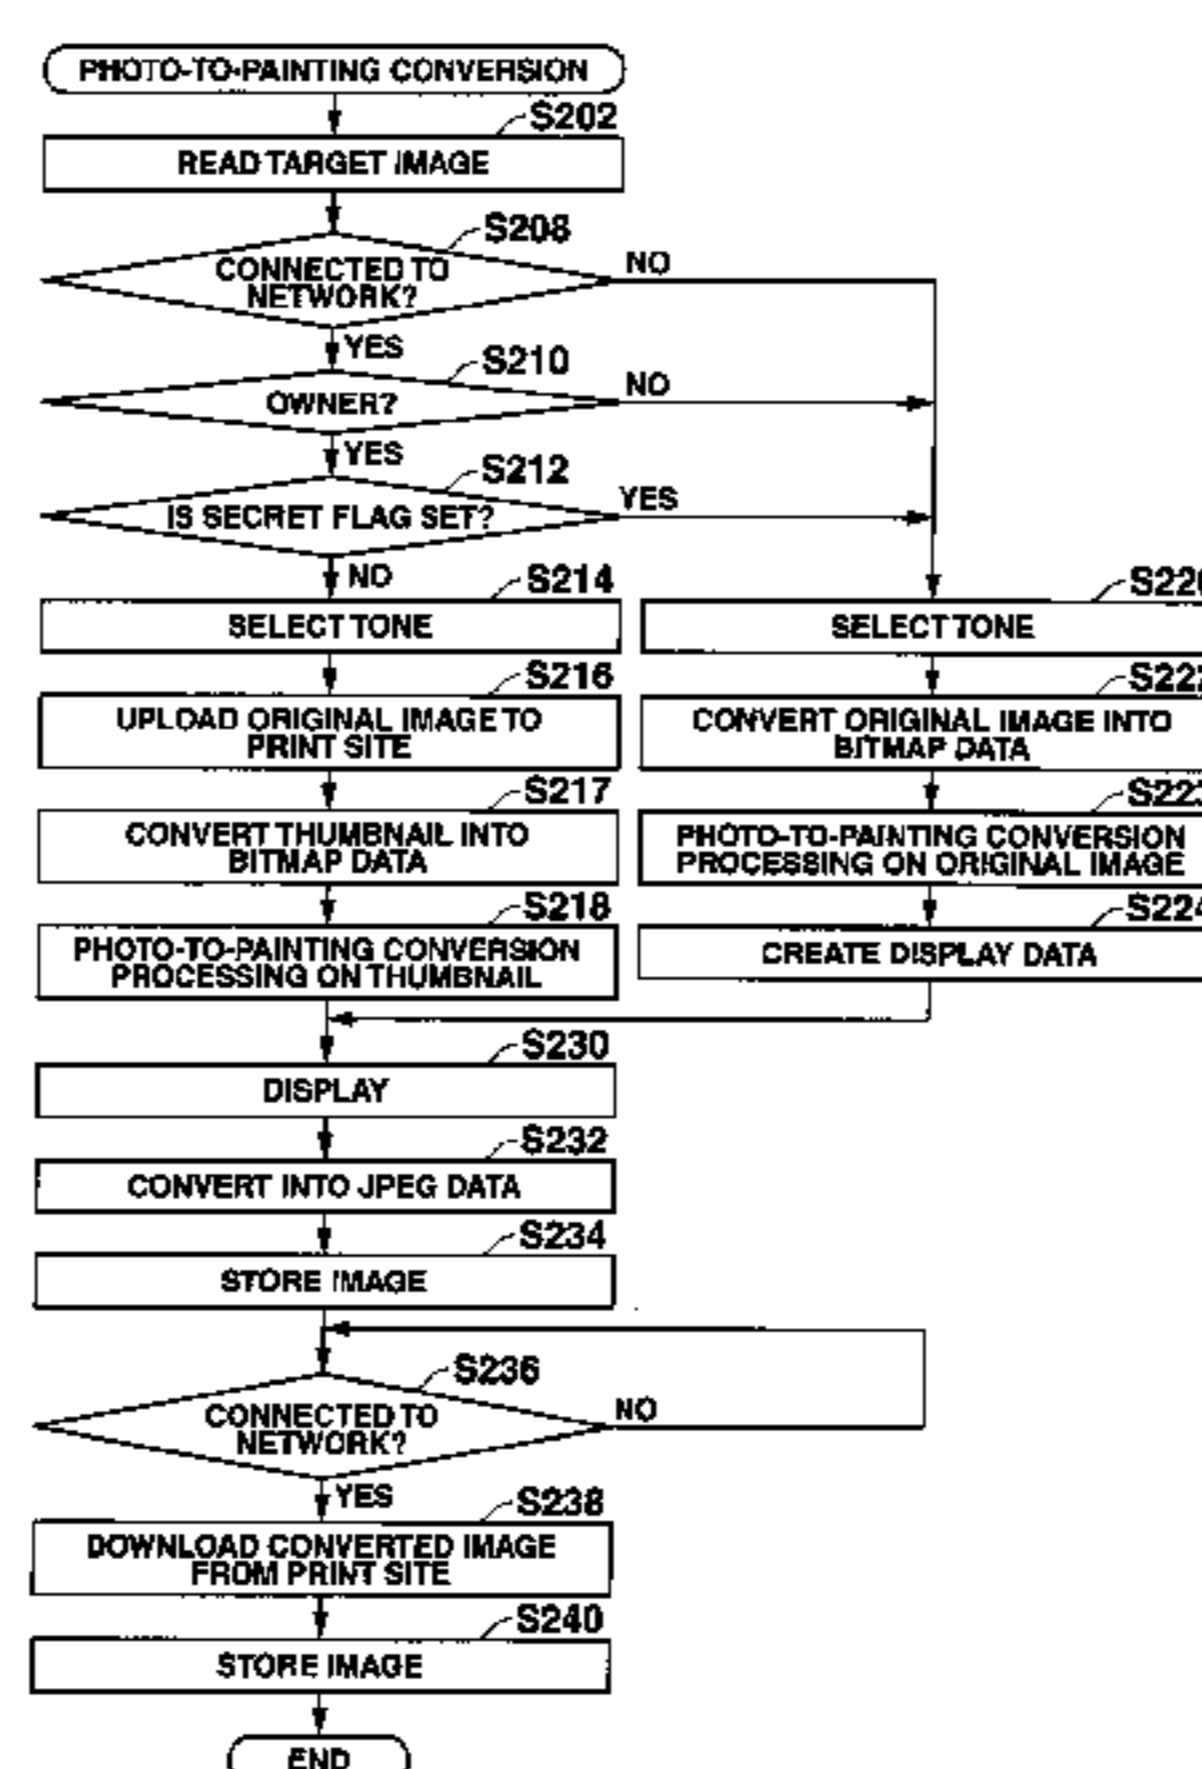 PHOTO-TO-PAINTING CONVERSION
S202
READ TARGET IMAGE
S208
CONNECTED TO
NETWORK?
NO
YES
S210
OWNER?
NO
YES
S212
IS SECRET FLAG SET?
YES
NO
S214
SELECT TONE
S216
UPLOAD ORIGINAL IMAGE TO
PRINT SITE
S217
CONVERT THUMBNAIL INTO
BITMAP DATA
S218
PHOTO-TO-PAINTING CONVERSION
PROCESSING ON THUMBNAIL
S220
SELECT TONE
S222
CONVERT ORIGINAL IMAGE INTO
BITMAP DATA
S223
PHOTO-TO-PAINTING CONVERSION
PROCESSING ON ORIGINAL IMAGE
S224
CREATE DISPLAY DATA
S230
DISPLAY
S232
CONVERT INTO JPEG DATA
S234
STORE IMAGE
S236
CONNECTED TO
NETWORK?
NO
YES
S238
DOWNLOAD CONVERTED IMAGE
FROM PRINT SITE
S240
STORE IMAGE
END